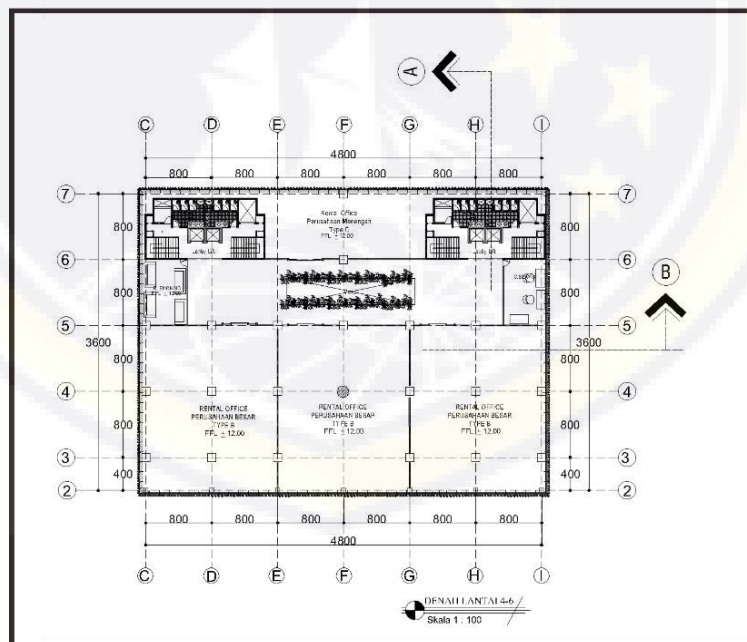 A
C D E F G H I
4800
800 800 800 800 800 800
7 7
800 800
Rental Office
Perusahaan Menengah
Type C
FFL ± 12.00
6 6
800 800
B
5 5
3600 3600
800 800
4 4
RENTAL OFFICE
PERUSAHAAN BESAR
TYPE B
FFL ± 12.00
RENTAL OFFICE
PERUSAHAAN BESAR
TYPE B
FFL ± 12.00
RENTAL OFFICE
PERUSAHAAN BESAR
TYPE B
FFL ± 12.00
800 800
3 3
400 400
2 2
800 800 800 800 800 800
4800
C D E F G H I
DENAH LANTAI 4-6
Skala 1 : 100